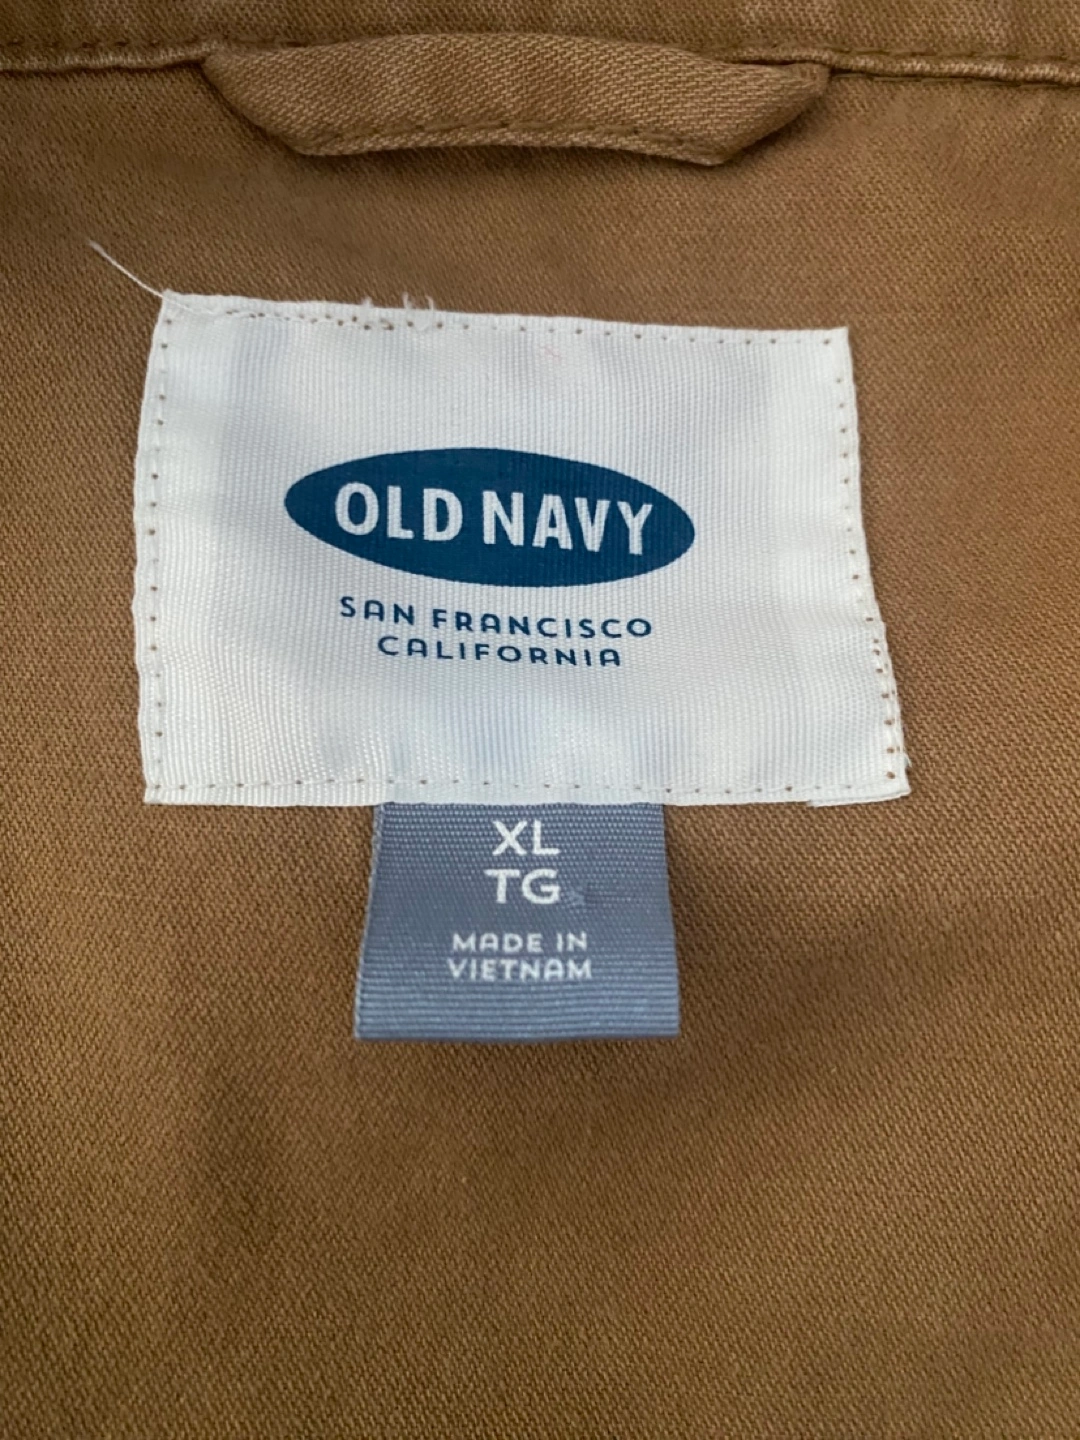 OLD NAVY
SAN FRANCISCO
CALIFORNIA
XL
TG
MADE IN
VIETNAM